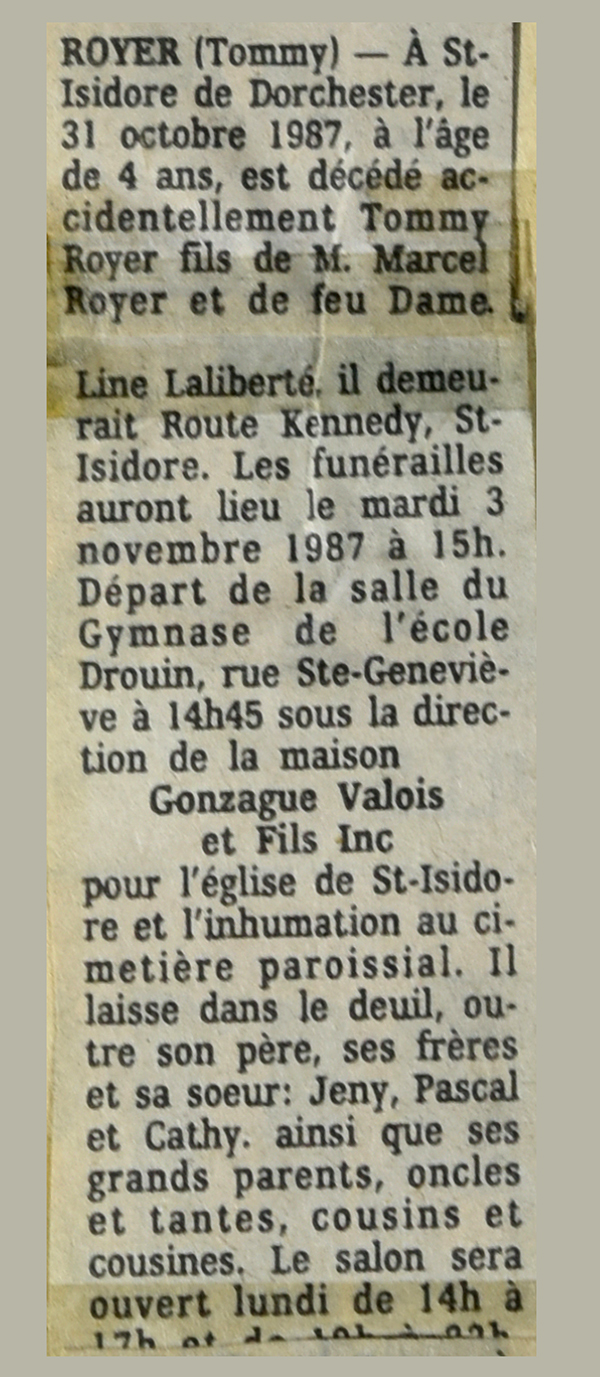 ROYER (Tommy) — À St-
Isidore de Dorchester, le
31 octobre 1987, à l'âge
de 4 ans, est décédé ac-
cidentellement Tommy
Royer fils de M. Marcel
Royer et de feu Dame.
Line Laliberté. il demeu-
rait Route Kennedy, St-
Isidore. Les funérailles
auront lieu le mardi 3
novembre 1987 à 15h.
Départ de la salle du
Gymnase de l'école
Drouin, rue Ste-Geneviè-
ve à 14h45 sous la direc-
tion de la maison
Gonzague Valois
et Fils Inc
pour l'église de St-Isido-
re et l'inhumation au ci-
metière paroissial. Il
laisse dans le deuil, ou-
tre son père, ses frères
et sa soeur: Jeny, Pascal
et Cathy. ainsi que ses
grands parents, oncles
et tantes, cousins et
cousines. Le salon sera
ouvert lundi de 14h à
17h et de à